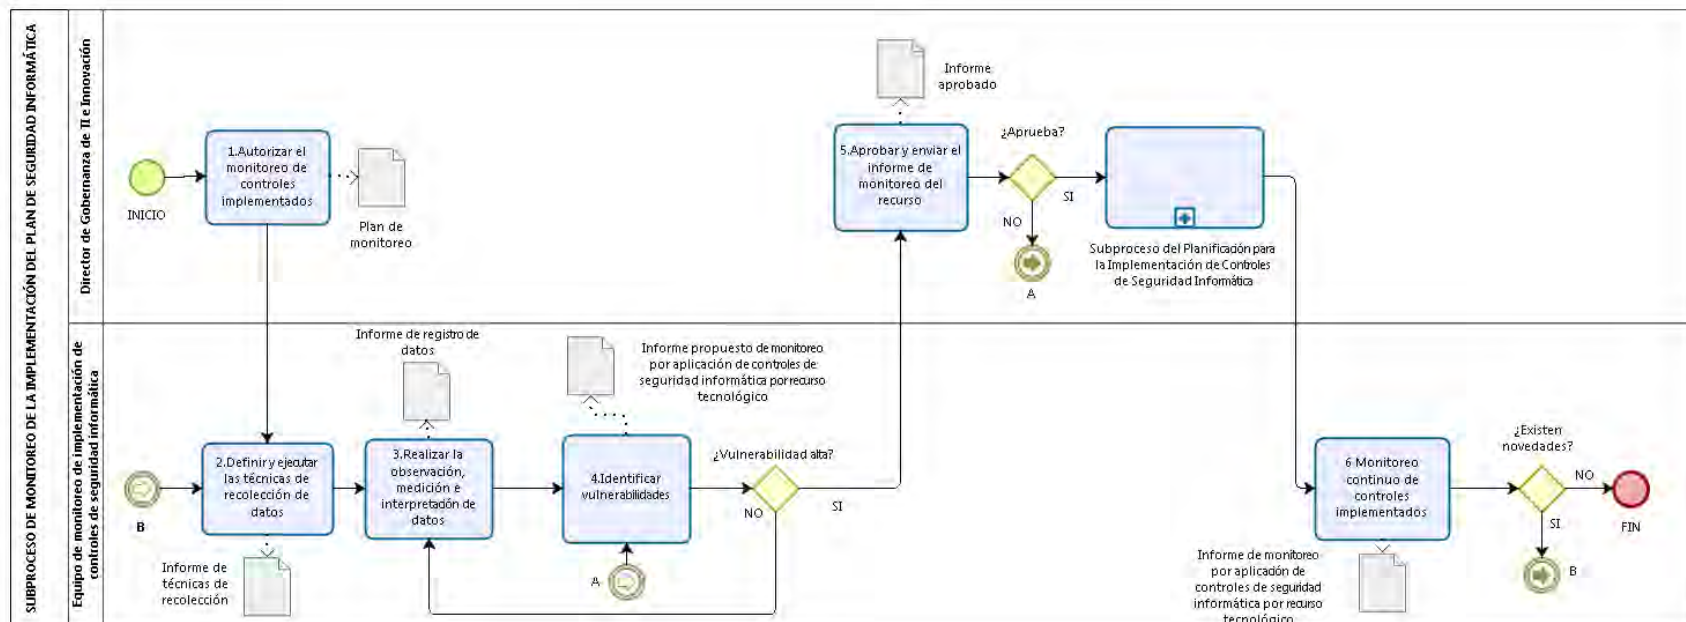 SUBPROCESO DE MONITOREO DE LA IMPLEMENTACIÓN DEL PLAN DE SEGURIDAD INFORMÁTICA
Director de Gobernanza de TI e Innovación
INICIO
1.Autorizar el
monitoreo de
controles
implementados
Plan de
monitoreo
Informe
aprobado
5.Aprobar y enviar el
informe de
monitoreo del
recurso
¿Aprueba?
SI
NO
A
Subproceso del Planificación para
la Implementación de Controles
de Seguridad Informática
Equipo de monitoreo de implementación de
controles de seguridad informática
B
2.Definir y ejecutar
las técnicas de
recolección de
datos
Informe de
técnicas de
recolección
Informe de registro de
datos
3.Realizar la
observación,
medición e
interpretación de
datos
Informe propuesto de monitoreo
por aplicación de controles de
seguridad informática por recurso
tecnológico
4.Identificar
vulnerabilidades
A
¿Vulnerabilidad alta?
NO
SI
6 Monitoreo
continuo de
controles
implementados
Informe de monitoreo
por aplicación de
controles de seguridad
informática por recurso
tecnológico
¿Existen
novedades?
NO
SI
FIN
B